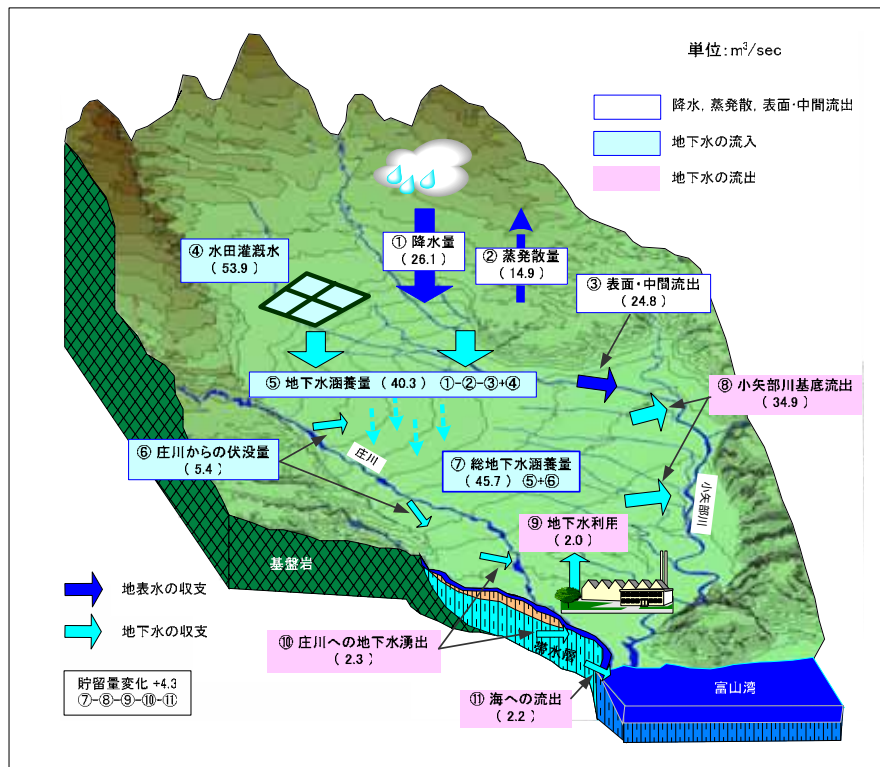 単位:m³/sec
降水, 蒸発散, 表面・中間流出
地下水の流入
地下水の流出
① 降水量
( 26.1 )
② 蒸発散量
( 14.9 )
④ 水田灌漑水
( 53.9 )
③ 表面・中間流出
( 24.8 )
⑤ 地下水涵養量 ( 40.3 ) ①-②-③+④
⑧ 小矢部川基底流出
( 34.9 )
⑥ 庄川からの伏没量
( 5.4 )
庄川
⑦ 総地下水涵養量
( 45.7 ) ⑤+⑥
小矢部川
⑨ 地下水利用
( 2.0 )
基盤岩
地表水の収支
地下水の収支
⑩ 庄川への地下水湧出
( 2.3 )
帯水層
貯留量変化 +4.3
⑦-⑧-⑨-⑩-⑪
⑪ 海への流出
( 2.2 )
富山湾